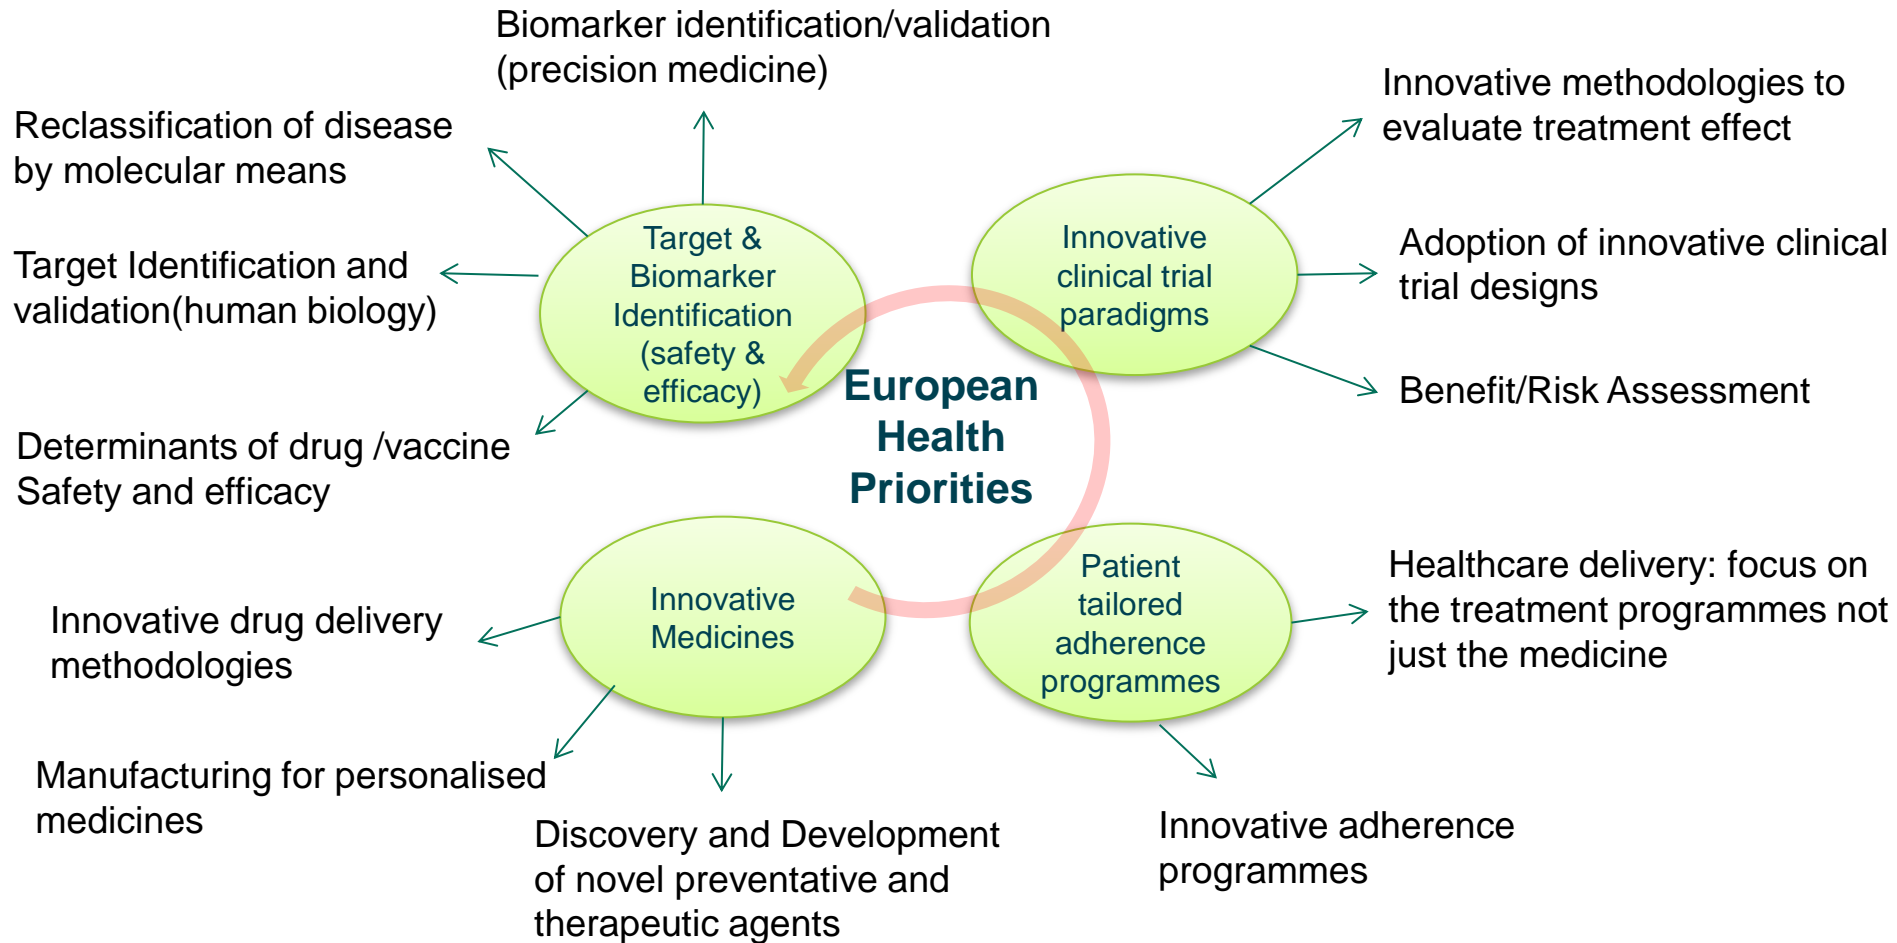 Biomarker identification/validation
(precision medicine)
Reclassification of disease
by molecular means
Target Identification and
validation(human biology)
Determinants of drug /vaccine
Safety and efficacy
Target &
Biomarker
Identification
(safety &
efficacy)
Innovative
clinical trial
paradigms
Innovative methodologies to
evaluate treatment effect
Adoption of innovative clinical
trial designs
Benefit/Risk Assessment
European
Health
Priorities
Innovative
Medicines
Innovative drug delivery
methodologies
Manufacturing for personalised
medicines
Discovery and Development
of novel preventative and
therapeutic agents
Patient
tailored
adherence
programmes
Healthcare delivery: focus on
the treatment programmes not
just the medicine
Innovative adherence
programmes